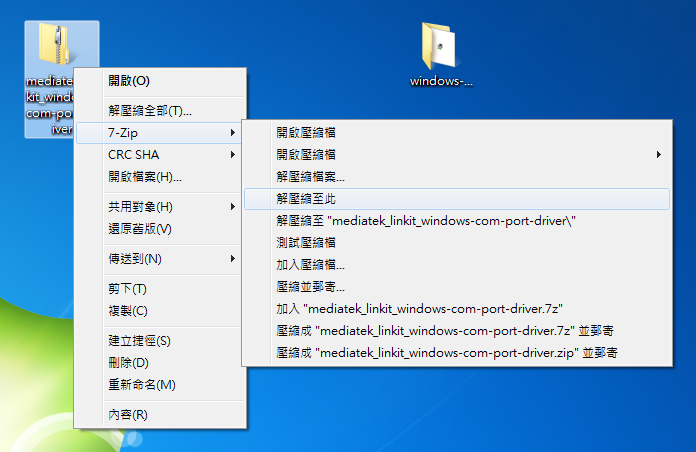 mediate
kit_windo
com-po
iver
windows-...
開啟(O)
解壓縮全部(T)...
7-Zip
CRC SHA
開啟檔案(H)...
共用對象(H)
還原舊版(V)
傳送到(N)
剪下(T)
複製(C)
建立捷徑(S)
刪除(D)
重新命名(M)
內容(R)
開啟壓縮檔
開啟壓縮檔
解壓縮檔案...
解壓縮至此
解壓縮至 "mediatek_linkit_windows-com-port-driver\"
測試壓縮檔
加入壓縮檔...
壓縮並郵寄...
加入 "mediatek_linkit_windows-com-port-driver.7z"
壓縮成 "mediatek_linkit_windows-com-port-driver.7z" 並郵寄
壓縮成 "mediatek_linkit_windows-com-port-driver.zip" 並郵寄